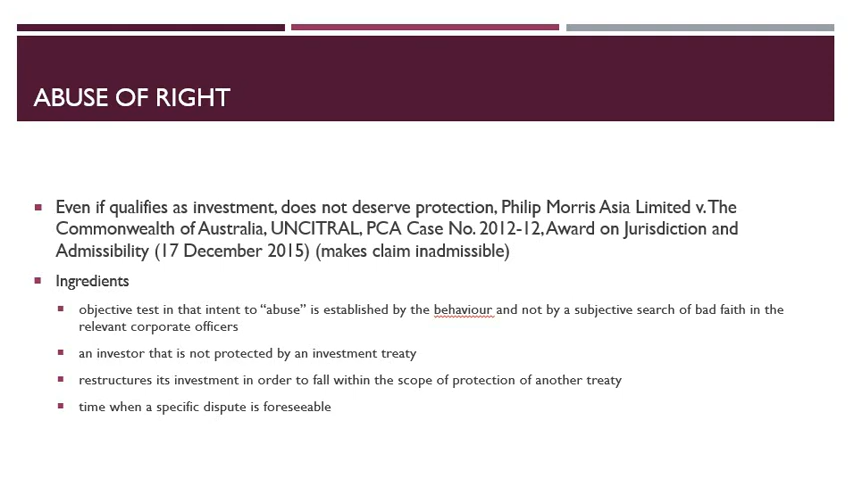 ABUSE OF RIGHT
Even if qualifies as investment, does not deserve protection, Philip Morris Asia Limited v. The
Commonwealth of Australia, UNCITRAL, PCA Case No. 2012-12, Award on Jurisdiction and
Admissibility (17 December 2015) (makes claim inadmissible)
Ingredients
objective test in that intent to “abuse” is established by the behaviour and not by a subjective search of bad faith in the
relevant corporate officers
an investor that is not protected by an investment treaty
restructures its investment in order to fall within the scope of protection of another treaty
time when a specific dispute is foreseeable